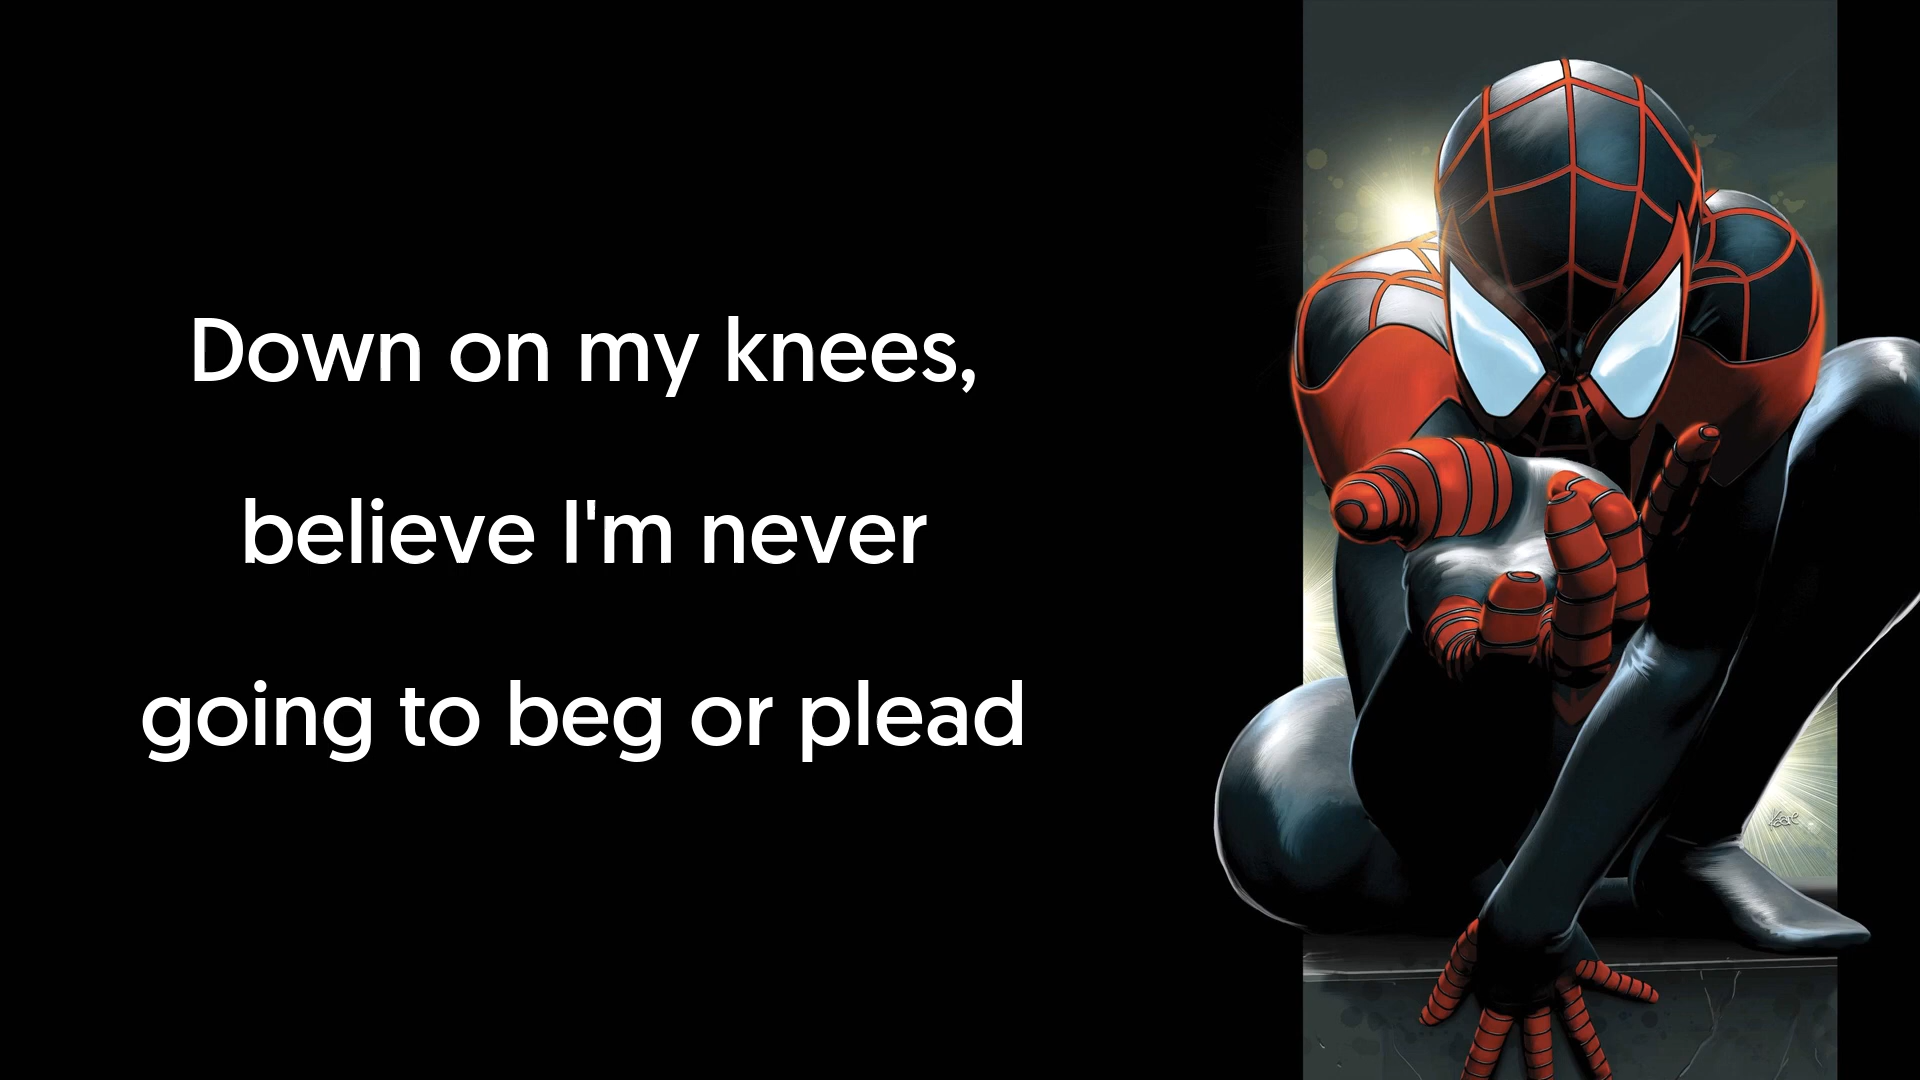 Down on my knees,
believe I'm never
going to beg or plead